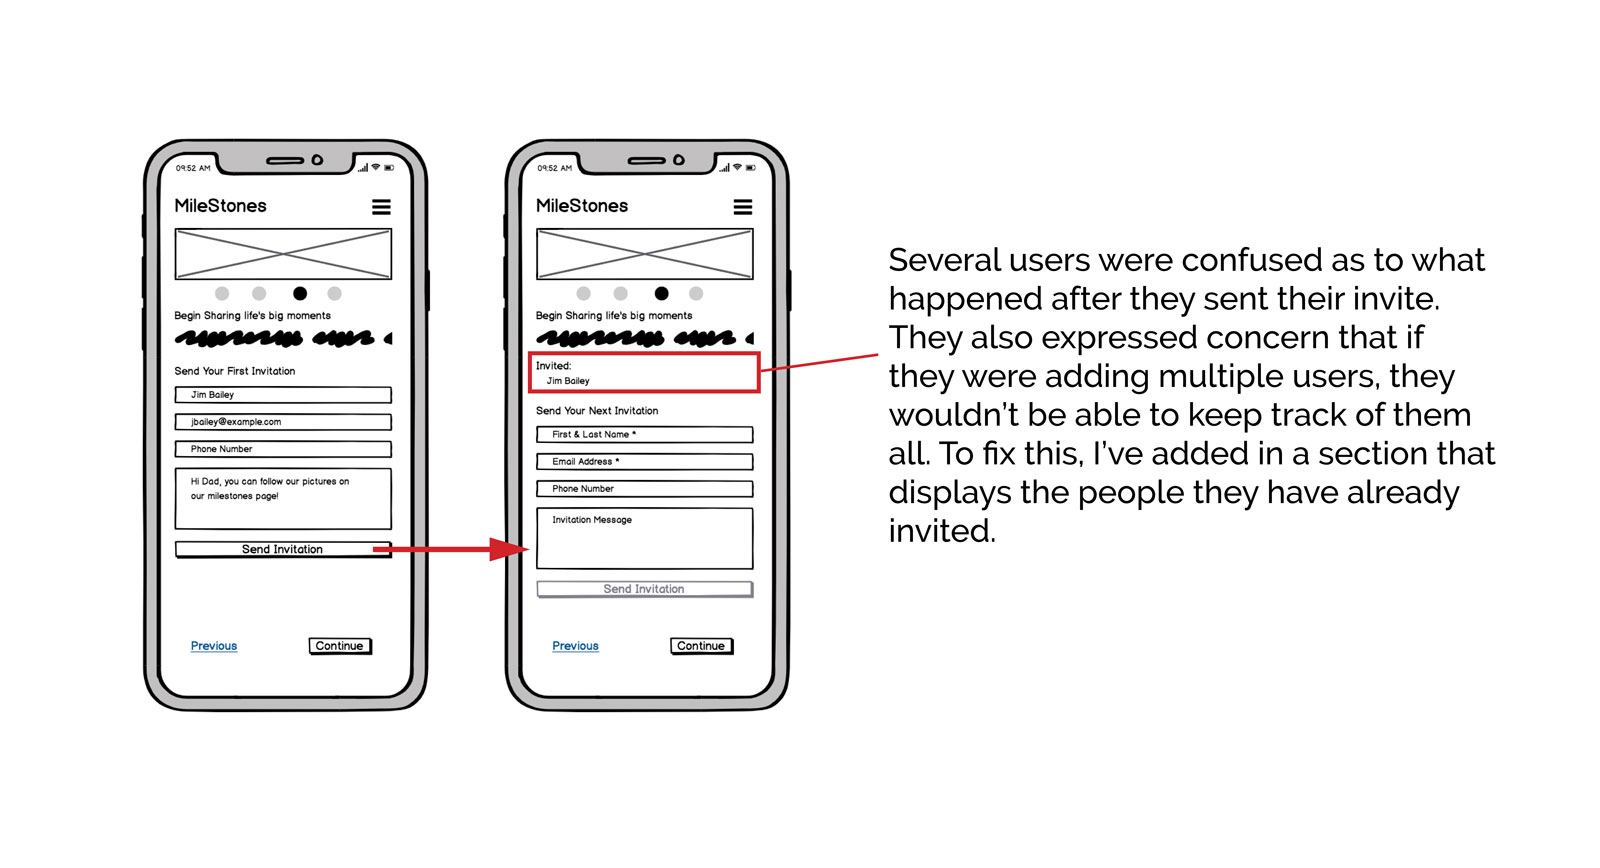 09:52 AM
MileStones
Begin Sharing life's big moments
Send Your First Invitation
Jim Bailey
jbailey@example.com
Phone Number
Hi Dad, you can follow our pictures on
our milestones page!
Send Invitation
Previous
Continue
09:52 AM
MileStones
Begin Sharing life's big moments
Invited:
Jim Bailey
Send Your Next Invitation
First & Last Name *
Email Address *
Phone Number
Invitation Message
Send Invitation
Previous
Continue
Several users were confused as to what
happened after they sent their invite.
They also expressed concern that if
they were adding multiple users, they
wouldn't be able to keep track of them
all. To fix this, I've added in a section that
displays the people they have already
invited.